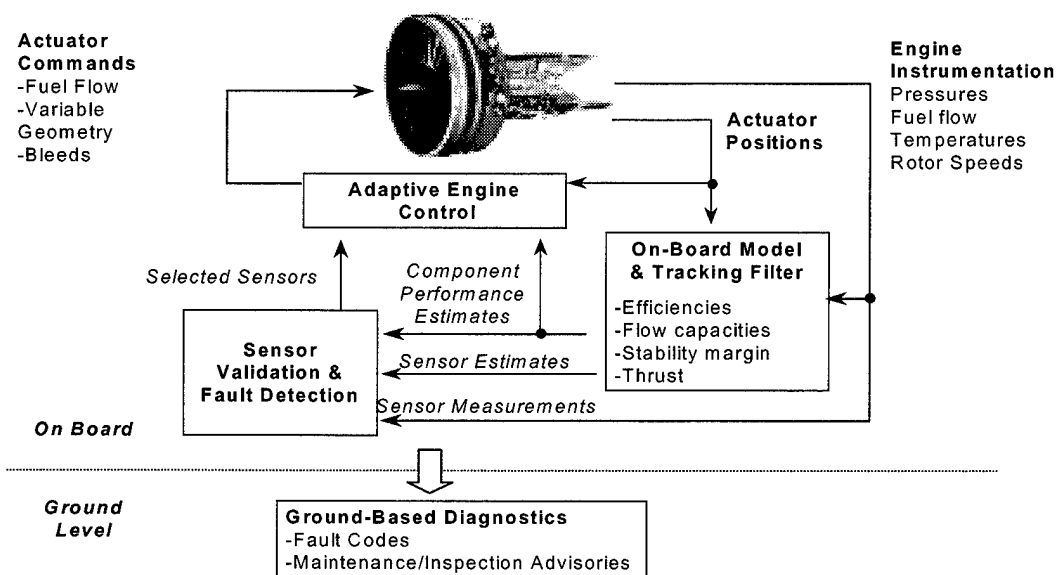 Actuator
Commands
-Fuel Flow
-Variable
Geometry
-Bleeds
Engine
Instrumentation
Pressures
Fuel flow
Temperatures
Rotor Speeds
Actuator
Positions
Adaptive Engine
Control
On-Board Model
& Tracking Filter
-Efficiencies
-Flow capacities
-Stability margin
-Thrust
Selected Sensors
Component
Performance
Estimates
Sensor
Validation &
Fault Detection
Sensor Estimates
Sensor Measurements
On Board
Ground
Level
Ground-Based Diagnostics
-Fault Codes
-Maintenance/Inspection Advisories